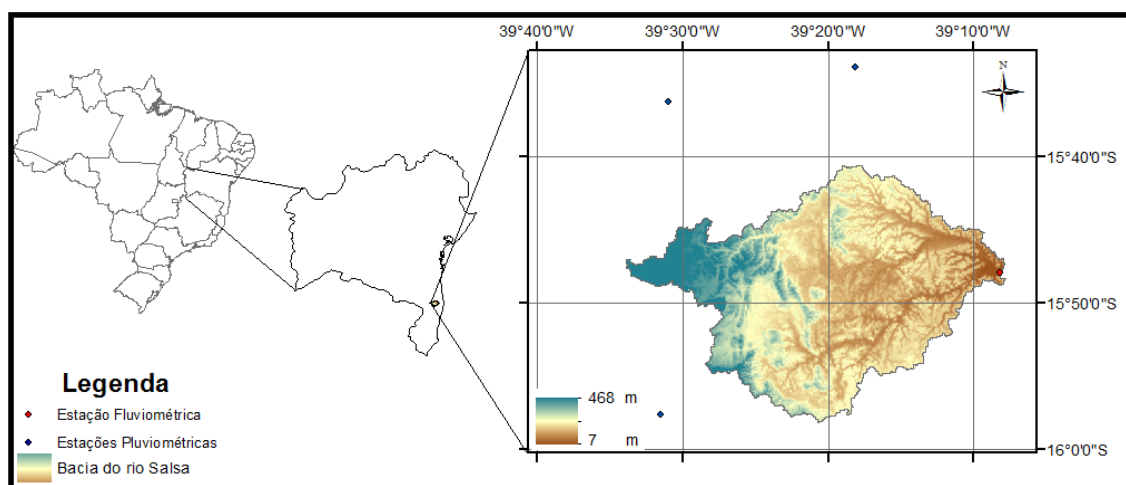 39°40'0"W 39°30'0"W 39°20'0"W 39°10'0"W
N
15°40'0"S
15°50'0"S
16°0'0"S
468 m
7 m
Legenda
Estação Fluviométrica
Estações Pluviométricas
Bacia do rio Salsa